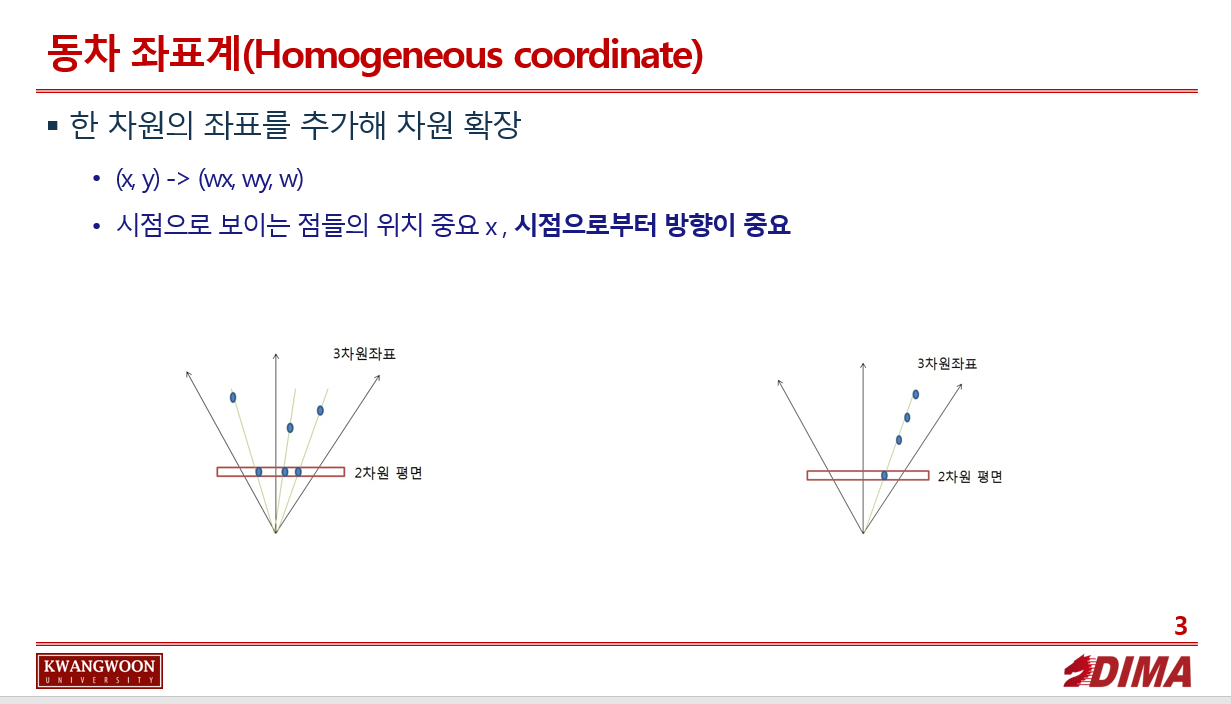 동차 좌표계(Homogeneous coordinate)
▪ 한 차원의 좌표를 추가해 차원 확장
• (x, y) -> (wx, wy, w)
• 시점으로 보이는 점들의 위치 중요 x , 시점으로부터 방향이 중요
3차원좌표
2차원 평면
3차원좌표
2차원 평면
3
KWANGWOON
UNIVERSITY
DIMA